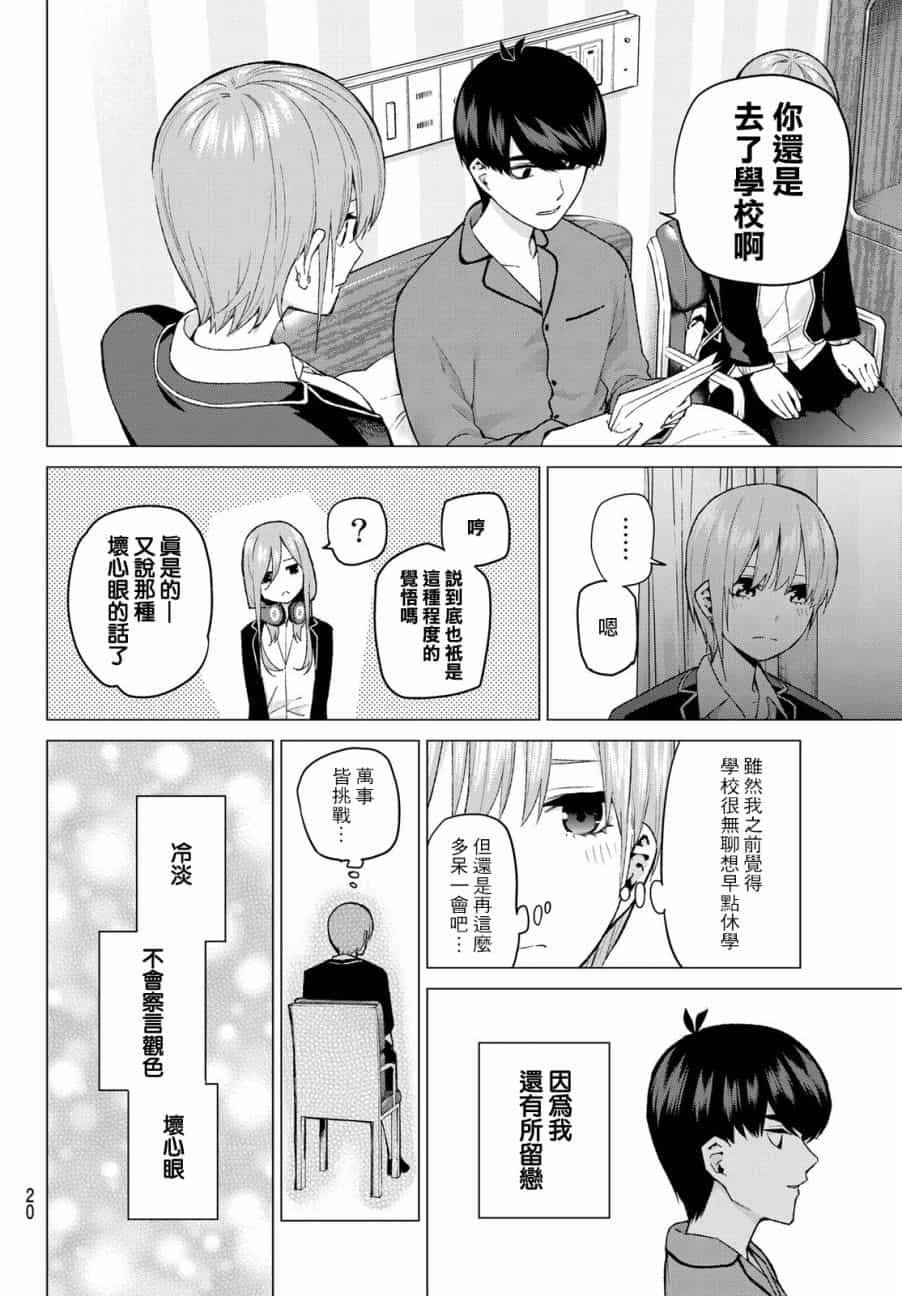 你還是
去了學校啊
⋯⋯
嗯
哼
說到底也衹是
這種程度的
覺悟嗎
?
眞是的—
又說那種
壞心眼的話了
雖然我之前覺得
學校很無聊想早點休學
但還是再這麼
多呆一會吧…
因爲我
還有所留戀
萬事
皆挑戰…
冷淡
不會察言觀色
壞心眼
20